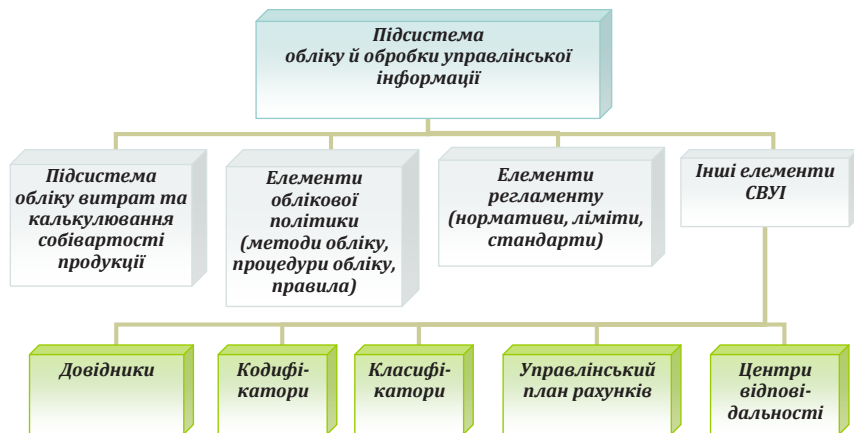 Підсистема
обліку й обробки управлінської
інформації
Підсистема
обліку витрат та
калькулювання
собівартості
продукції
Елементи
облікової
політики
(методи обліку,
процедури обліку,
правила)
Елементи
регламенту
(нормативи, ліміти,
стандарти)
Інші елементи
СВУІ
Довідники
Кодифі-
катори
Класифі-
катори
Управлінський
план рахунків
Центри
відпові-
дальності